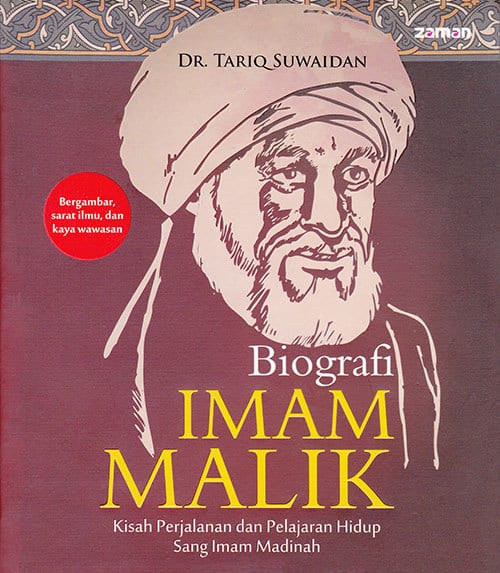 zaman
DR. TARIQ SUWAIDAN
Bergambar,
sarat ilmu, dan
kaya wawasan
Biografi
IMAM
MALIK
Kisah Perjalanan dan Pelajaran Hidup
Sang Imam Madinah